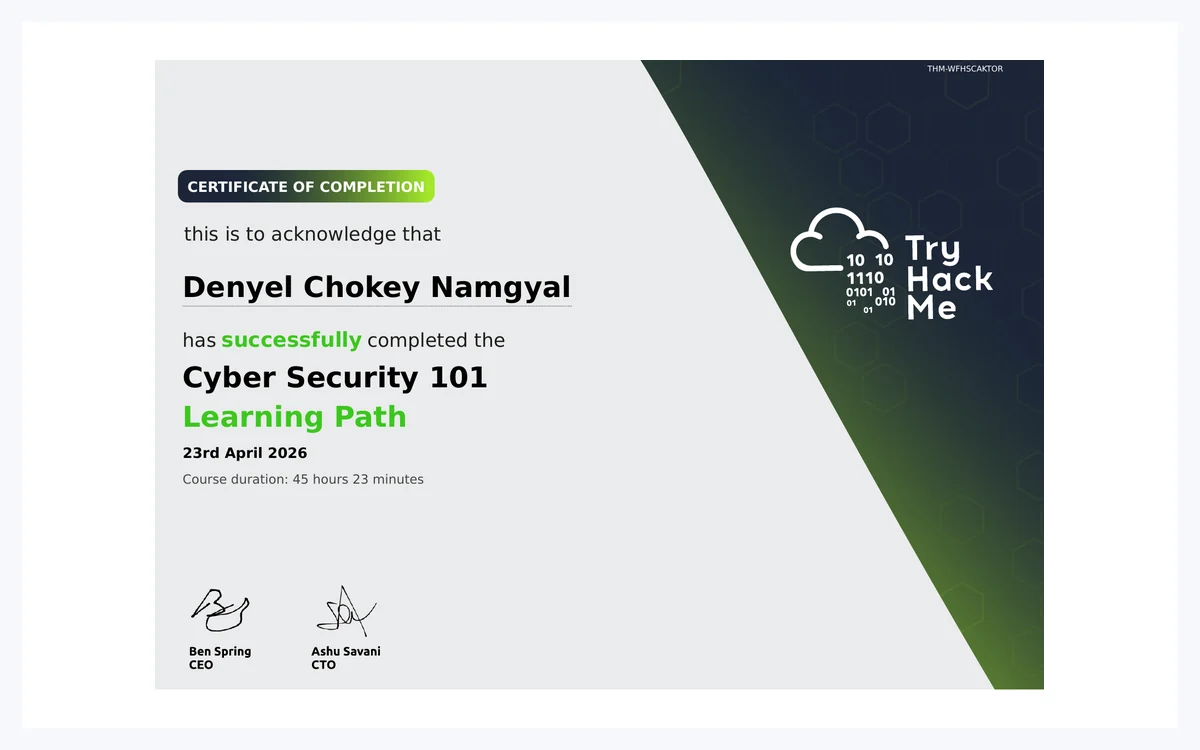 THM-WFHSCAKTOR
CERTIFICATE OF COMPLETION
this is to acknowledge that
Denyel Chokey Namgyal
has successfully completed the
Cyber Security 101
Learning Path
23rd April 2026
Course duration: 45 hours 23 minutes
10 10
1110
0101 01
01 010
01
Try
Hack
Me
Ben Spring
CEO
Ashu Savani
CTO